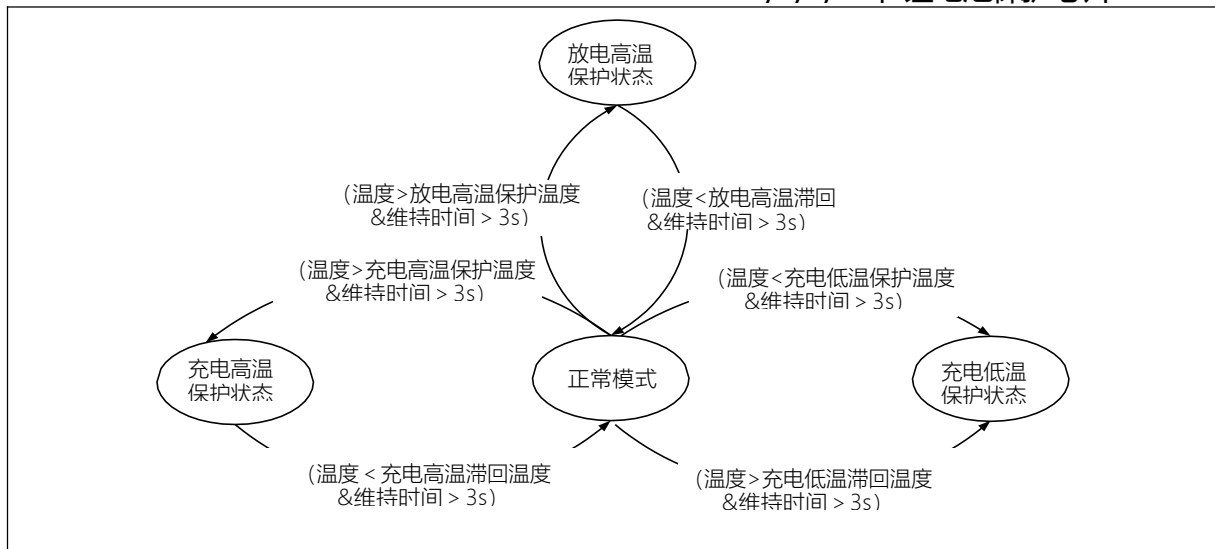 放电高温
保护状态
(温度>放电高温保护温度
&维持时间 > 3s)
(温度<放电高温滞回
&维持时间 > 3s)
(温度>充电高温保护温度
&维持时间 > 3s)
(温度<充电低温保护温度
&维持时间 > 3s)
充电高温
保护状态
正常模式
充电低温
保护状态
(温度 < 充电高温滞回温度
&维持时间 > 3s)
(温度>充电低温滞回温度
&维持时间 > 3s)